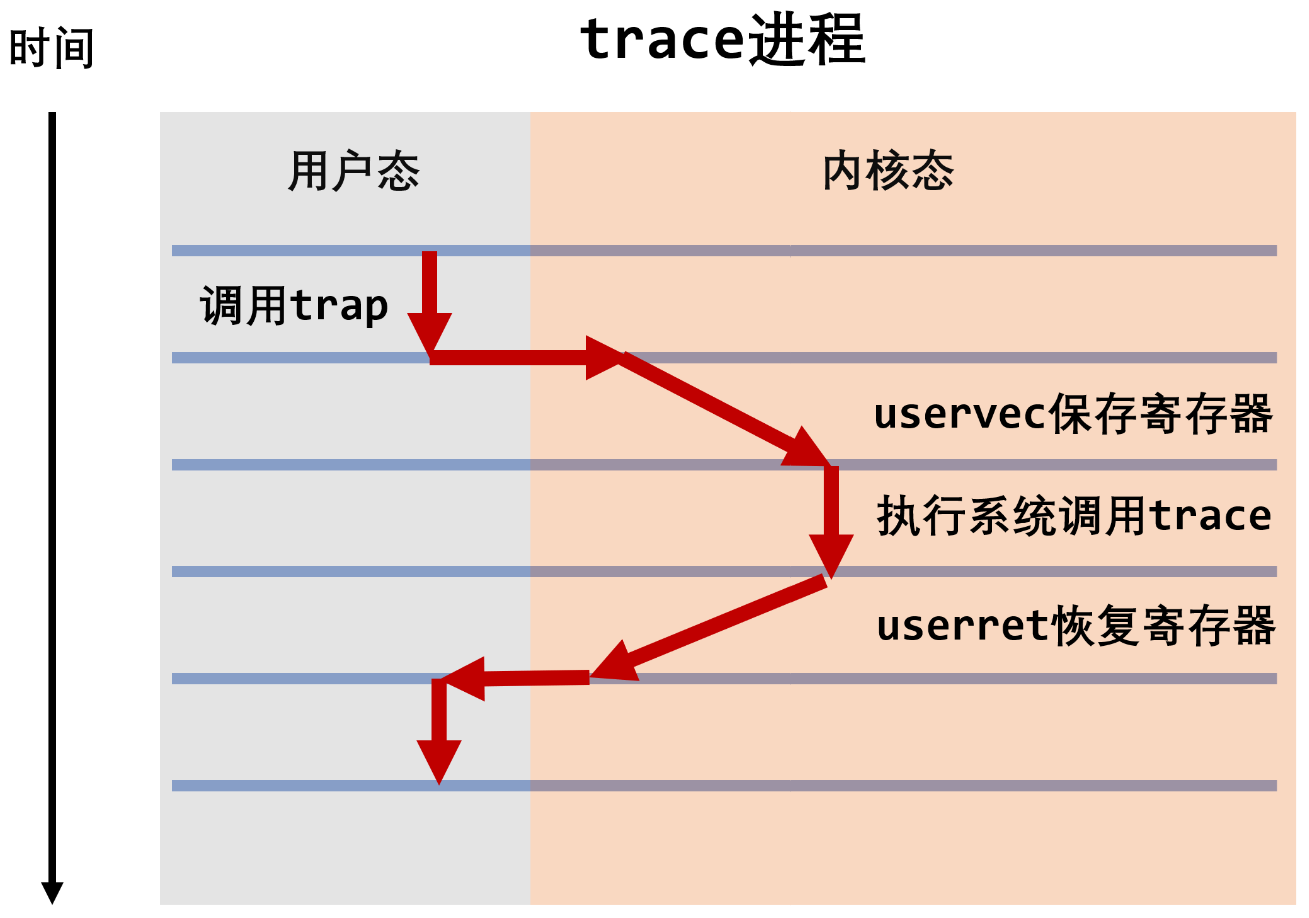 时间
trace进程
用户态
内核态
调用trap
uservec保存寄存器
执行系统调用trace
userret恢复寄存器